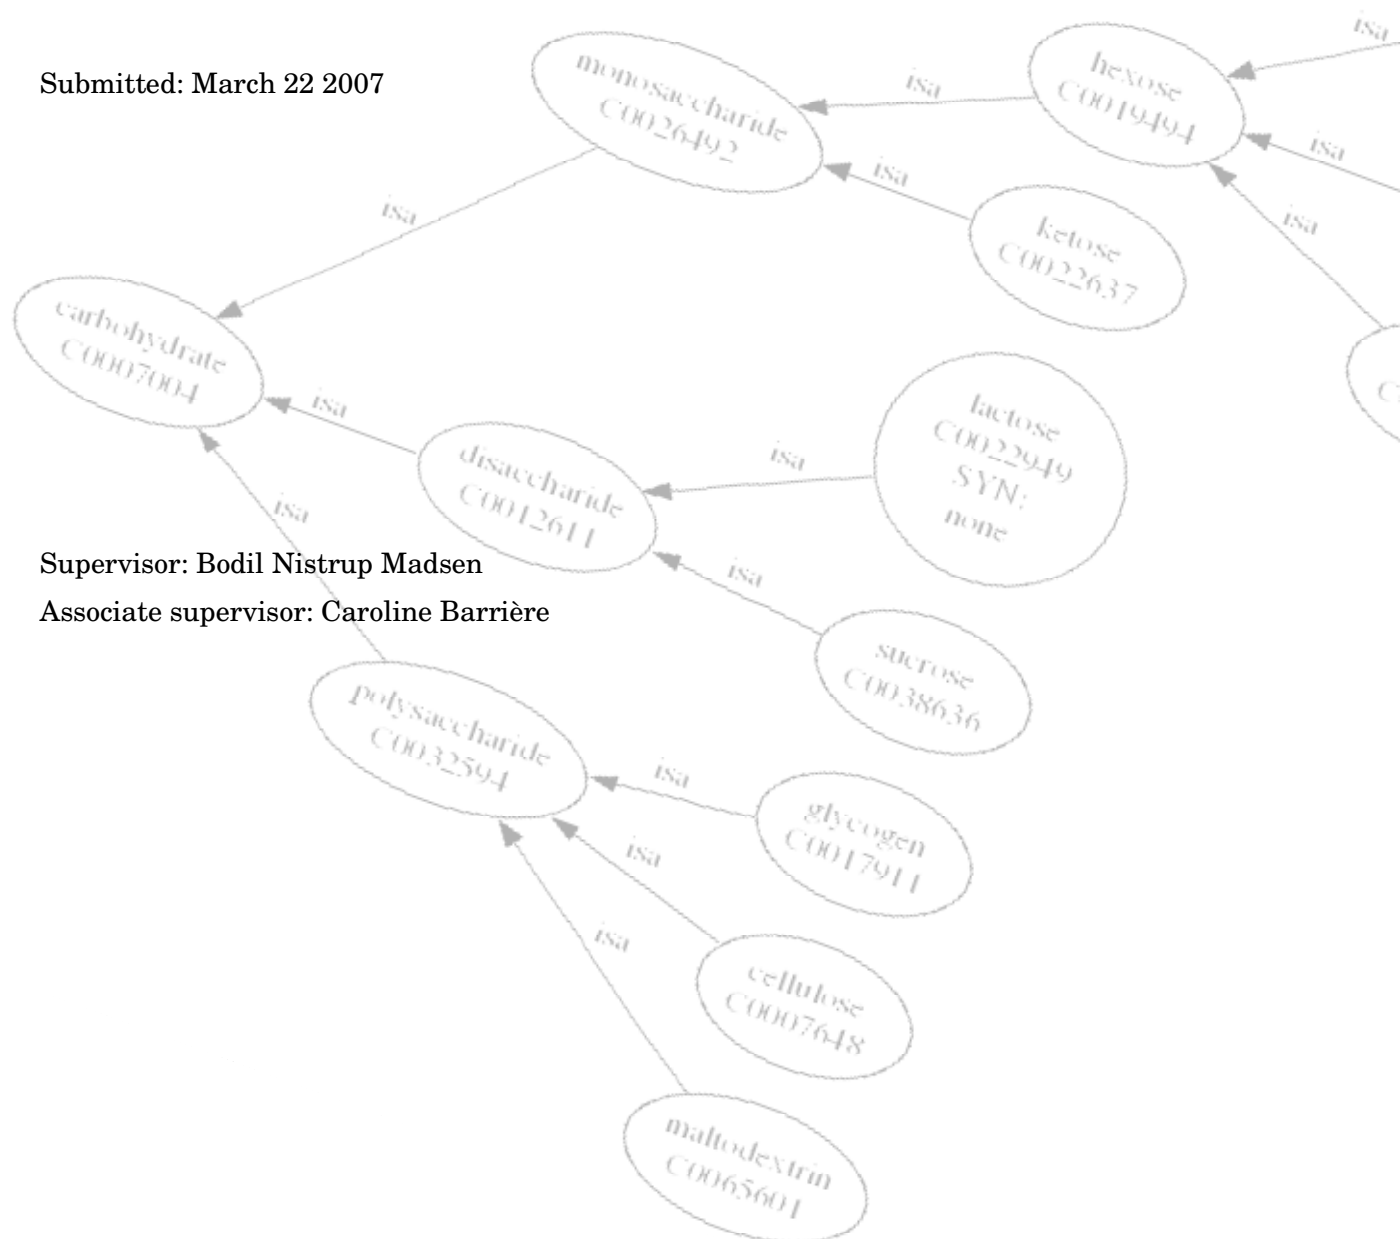 isa
Submitted: March 22 2007
monosaccharide
C0026492
isa
hexose
C0019494
isa
isa
ketose
C0022637
isa
isa
carbohydrate
C0007004
isa
disaccharide
C0012611
isa
lactose
C0022949
SYN:
none
isa
Supervisor: Bodil Nistrup Madsen
Associate supervisor: Caroline Barrière
isa
sucrose
C0038636
polysaccharide
C0032594
isa
glycogen
C0017911
isa
cellulose
C0007648
isa
maltodextrin
C0065601